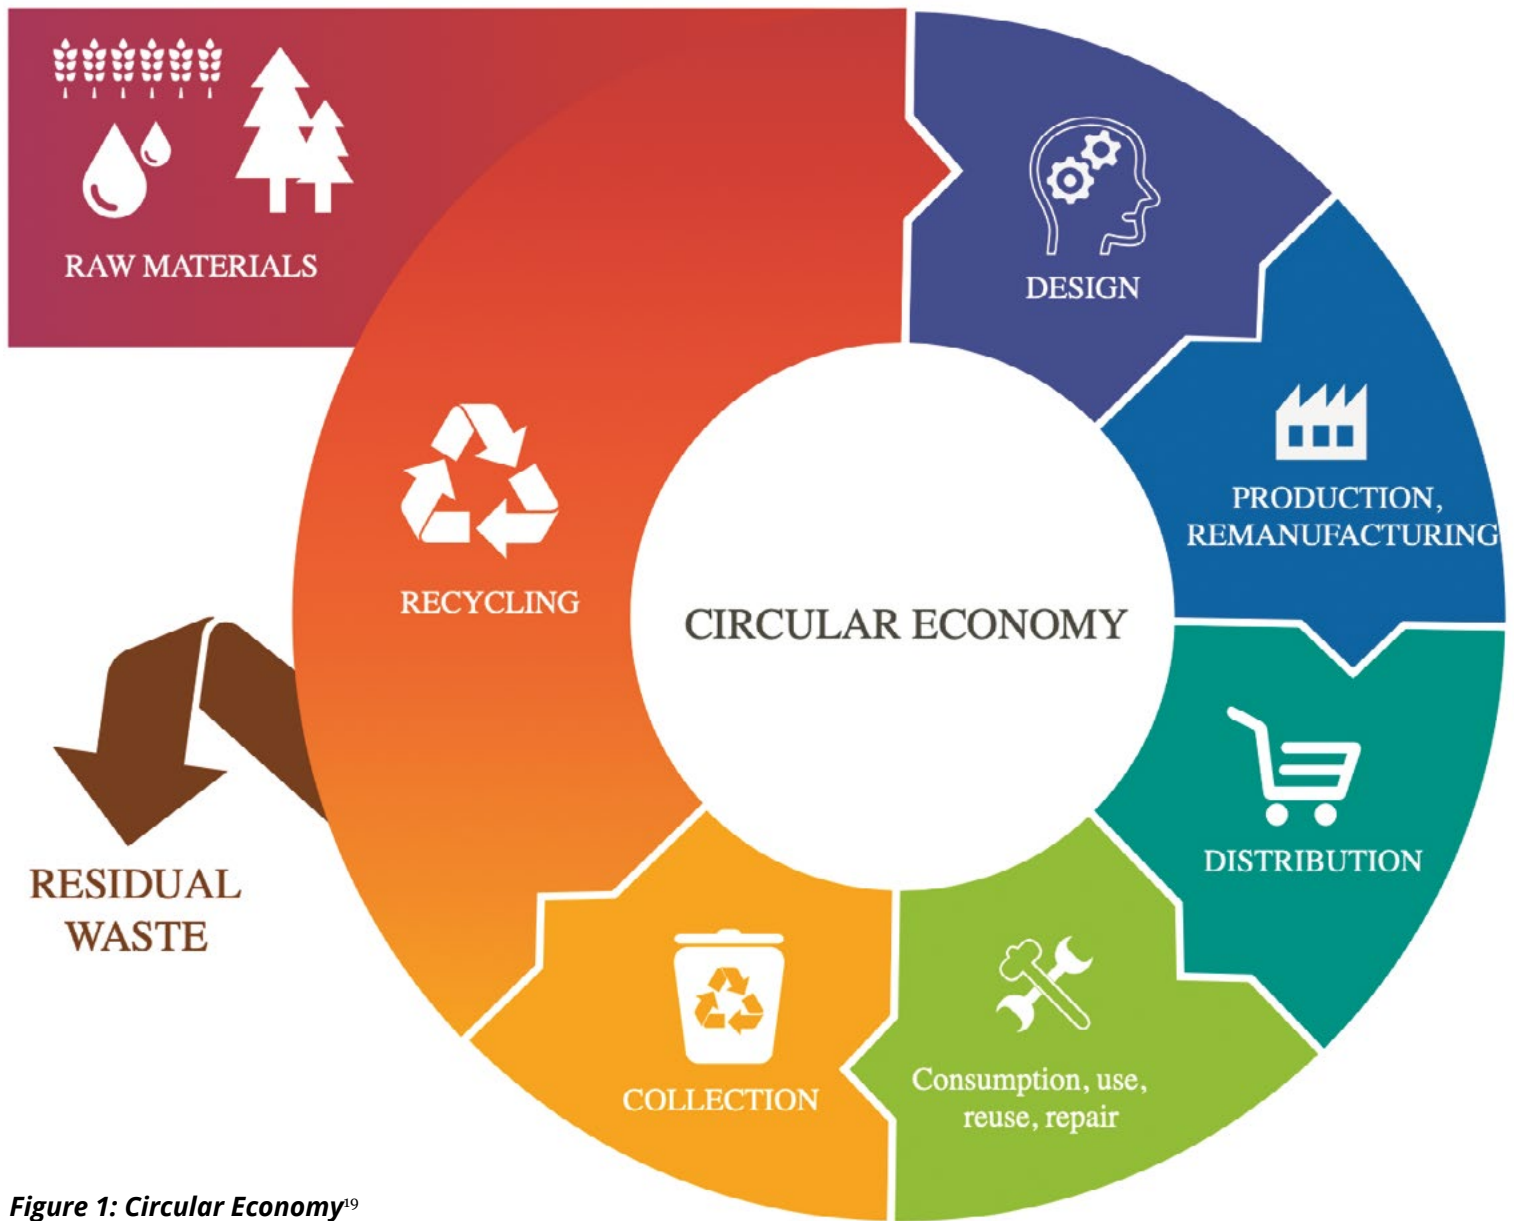 RAW MATERIALS
DESIGN
PRODUCTION,
REMANUFACTURING
RECYCLING
CIRCULAR ECONOMY
DISTRIBUTION
RESIDUAL
WASTE
Consumption, use,
reuse, repair
COLLECTION
Figure 1: Circular Economy19